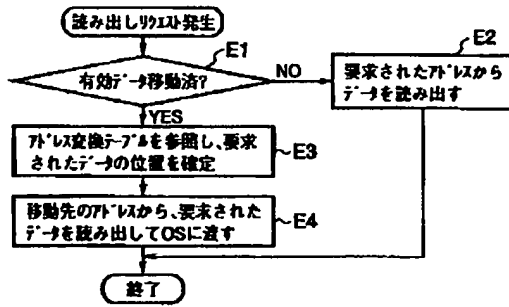 読み出しﾘｸｴｽﾄ発生
E1
有効ﾃﾞｰﾀ移動済?
NO
E2
要求されたｱﾄﾞﾚｽから
ﾃﾞｰﾀを読み出す
YES
ｱﾄﾞﾚｽ変換ﾃｰﾌﾞﾙを参照し、要求
されたﾃﾞｰﾀの位置を確定
E3
移動先のｱﾄﾞﾚｽから、要求された
ﾃﾞｰﾀを読み出してOSに渡す
E4
終了